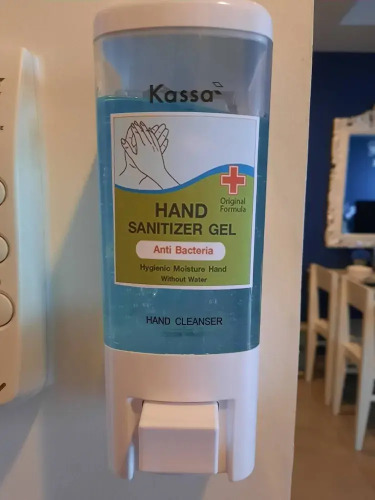 Kassa
Original
Formula
HAND
SANITIZER GEL
Anti Bacteria
Hygienic Moisture Hand
Without Water
HAND CLEANSER